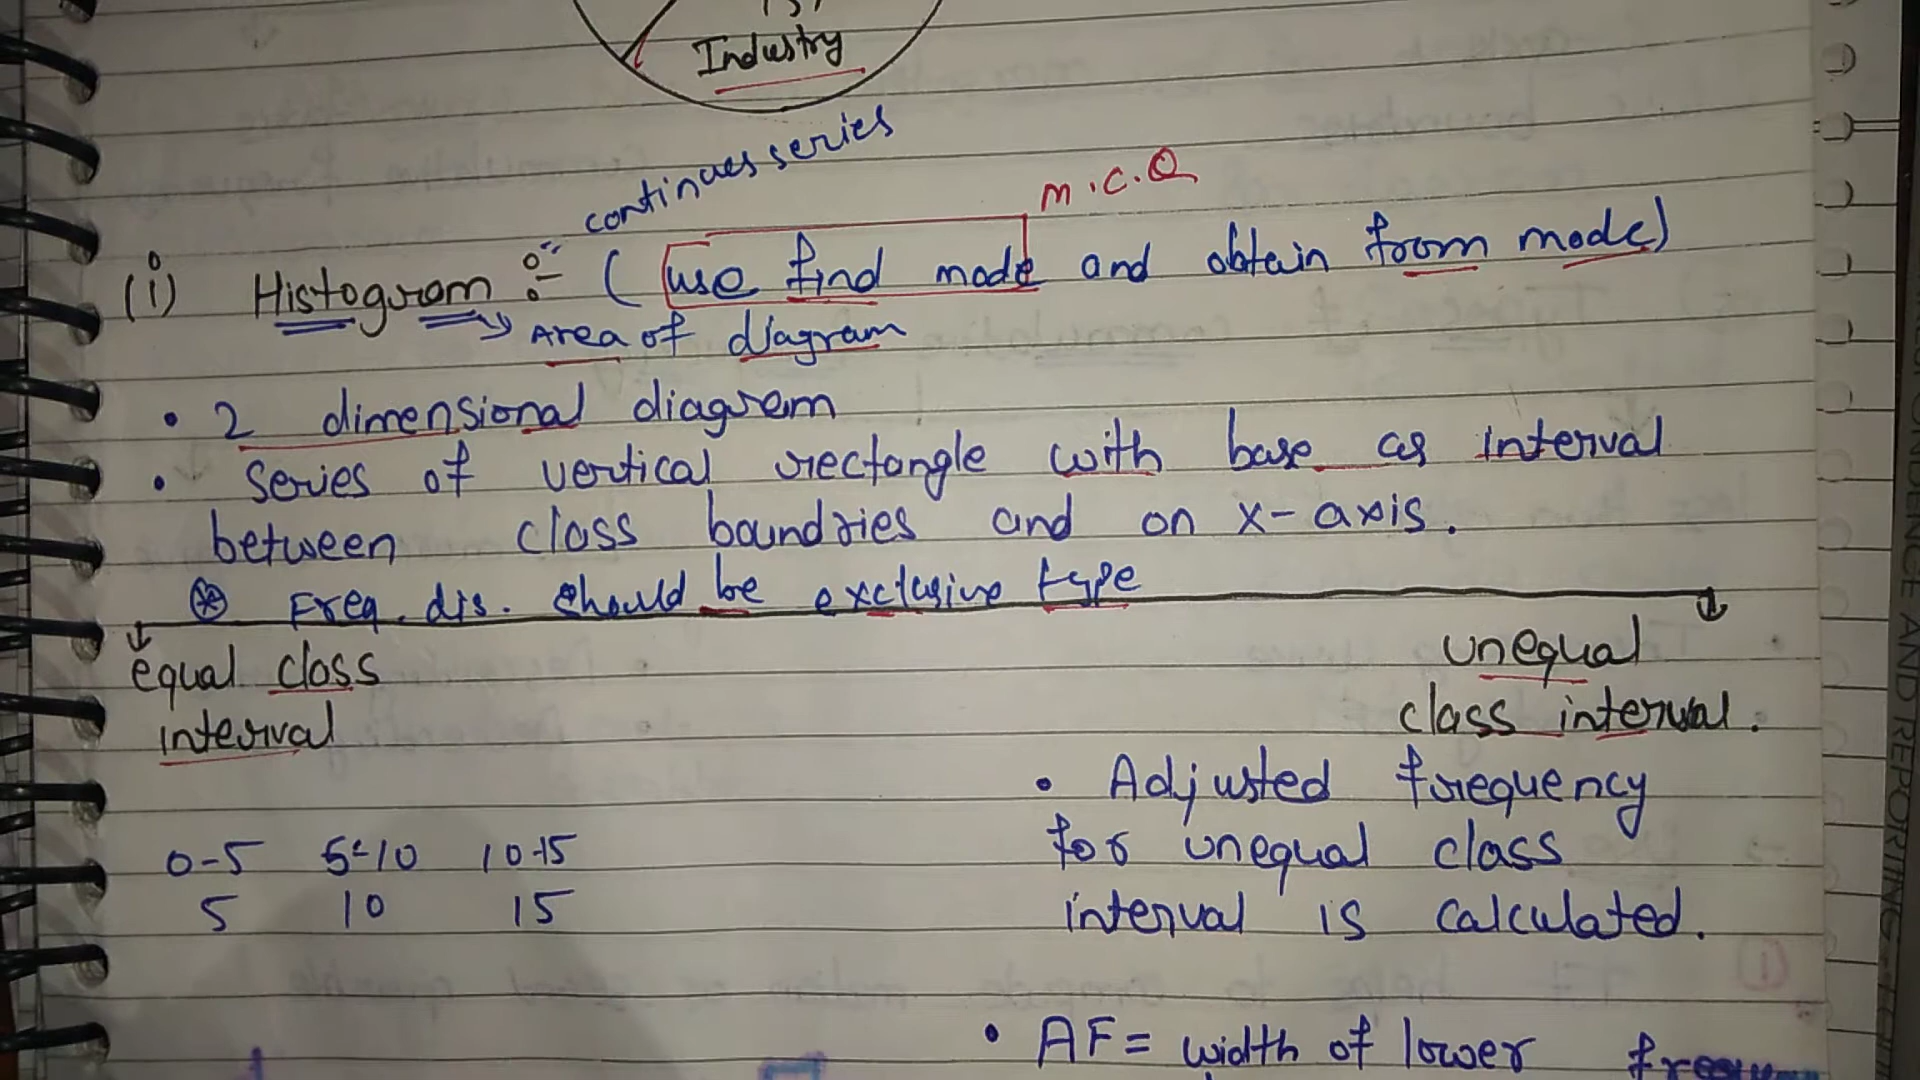 Industry
continues series
m.c.Q
(i) Histogram :- (use find mode and obtain from mode)
Area of diagram
• 2 dimensional diagram
• Series of vertical rectangle with base as interval
between class boundries and on x-axis.
⊛ Freq. dis. should be exclusive type
equal class
interval
unequal
class interval.
• Adjusted frequency
for unequal class
interval is calculated.
0-5 5-10 10-15
5 10 15
• AF = width of lower